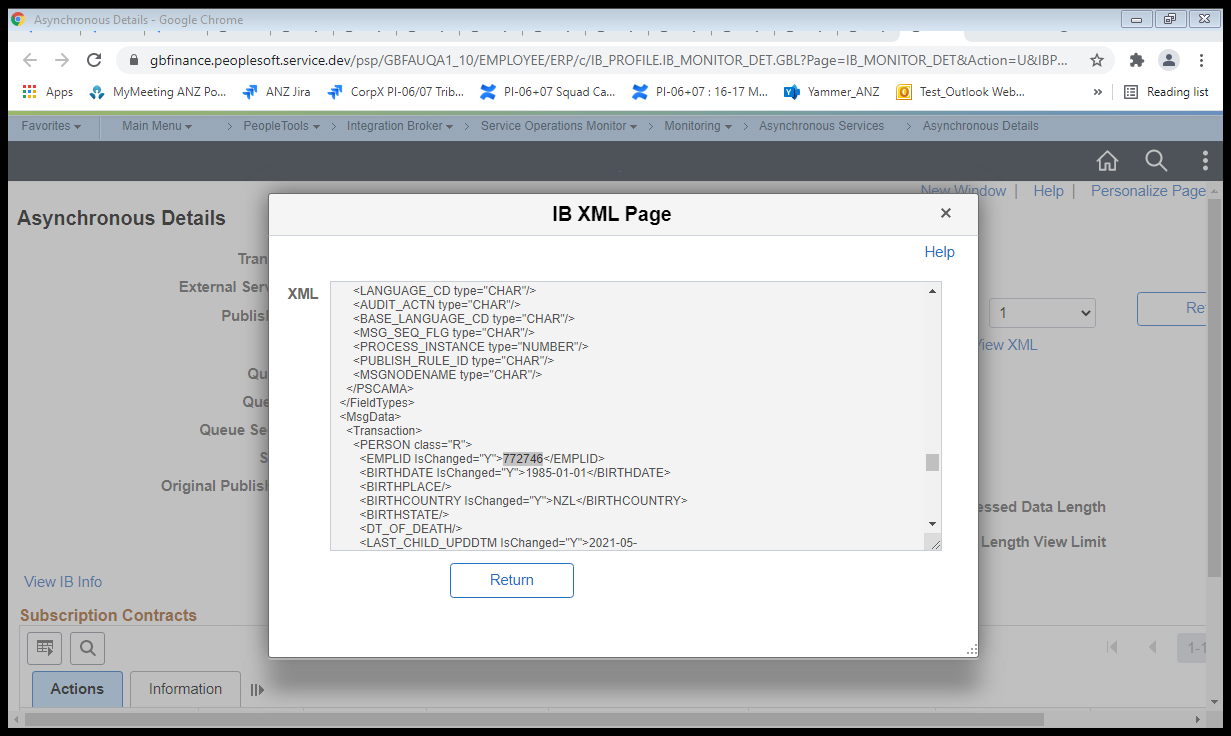 Asynchronous Details - Google Chrome
gbfinance.peoplesoft.service.dev/psp/GBFAUQA1_10/EMPLOYEE/ERP/c/IB_PROFILE.IB_MONITOR_DET.GBL?Page=IB_MONITOR_DET&Action=U&IBP...
Apps MyMeeting ANZ Po... ANZ Jira CorpX PI-06/07 Trib... PI-06+07 Squad Ca... PI-06+07 : 16-17 M... Yammer_ANZ Test_Outlook Web... » Reading list
Favorites Main Menu > PeopleTools > Integration Broker > Service Operations Monitor > Monitoring > Asynchronous Services > Asynchronous Details
New Window | Help | Personalize Page
Asynchronous Details
IB XML Page
×
Help
Tran
External Serv
Publish
Qu
Que
Queue Se
S
Original Publish
1
Re
View XML
XML
<LANGUAGE_CD type="CHAR"/>
<AUDIT_ACTN type="CHAR"/>
<BASE_LANGUAGE_CD type="CHAR"/>
<MSG_SEQ_FLG type="CHAR"/>
<PROCESS_INSTANCE type="NUMBER"/>
<PUBLISH_RULE_ID type="CHAR"/>
<MSGNODENAME type="CHAR"/>
</PSCAMA>
</FieldTypes>
<MsgData>
<Transaction>
<PERSON class="R">
<EMPLID IsChanged="Y">772746</EMPLID>
<BIRTHDATE IsChanged="Y">1985-01-01</BIRTHDATE>
<BIRTHPLACE/>
<BIRTHCOUNTRY IsChanged="Y">NZL</BIRTHCOUNTRY>
<BIRTHSTATE/>
<DT_OF_DEATH/>
<LAST_CHILD_UPDDTM IsChanged="Y">2021-05-
essed Data Length
Length View Limit
Return
View IB Info
Subscription Contracts
1-1
Actions Information